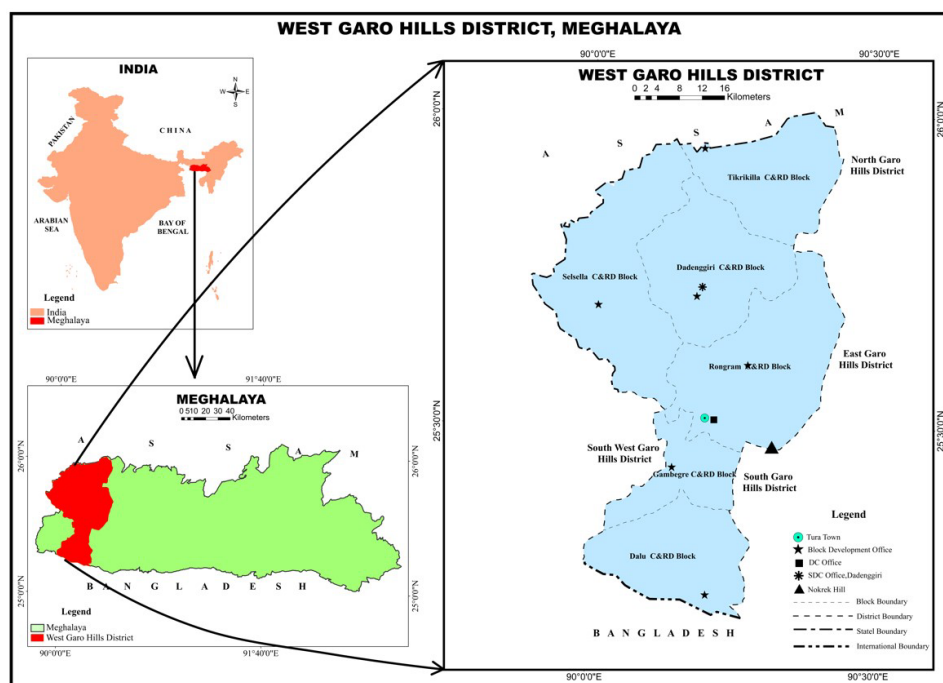 WEST GARO HILLS DISTRICT, MEGHALAYA
INDIA
N
W E
S
PAKISTAN
CHINA
ARABIAN
SEA
BAY OF
BENGAL
Legend
India
Meghalaya
90°0'0"E 91°40'0"E
MEGHALAYA
0 5 10 20 30 40
Kilometers
26°0'0"N
25°0'0"N
A S S A M
26°0'0"N
25°0'0"N
BANGLADESH
Legend
Meghalaya
West Garo Hills District
90°0'0"E 91°40'0"E
90°0'0"E 90°30'0"E
WEST GARO HILLS DISTRICT
0 2 4 8 12 16
Kilometers
26°0'0"N
26°0'0"N
A S S A M
Tikrikilla C&RD Block
North Garo
Hills District
Selsella C&RD Block
Dadenggiri C&RD Block
Rongram C&RD Block
East Garo
Hills District
25°30'0"N
25°30'0"N
South West Garo
Hills District
Gambegre C&RD Block
South Garo
Hills District
Dalu C&RD Block
BANGLADESH
Legend
Tura Town
Block Development Office
DC Office
SDC Office,Dadenggiri
Nokrek Hill
Block Boundary
District Boundary
Statel Boundary
International Boundary
90°0'0"E 90°30'0"E